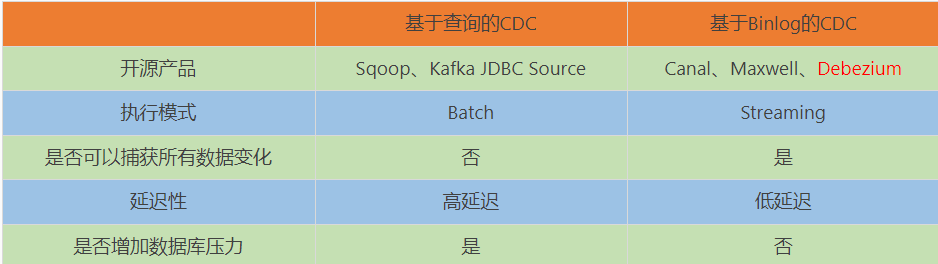 基于查询的CDC 基于Binlog的CDC
开源产品 Sqoop、Kafka JDBC Source Canal、Maxwell、Debezium
执行模式 Batch Streaming
是否可以捕获所有数据变化 否 是
延迟性 高延迟 低延迟
是否增加数据库压力 是 否